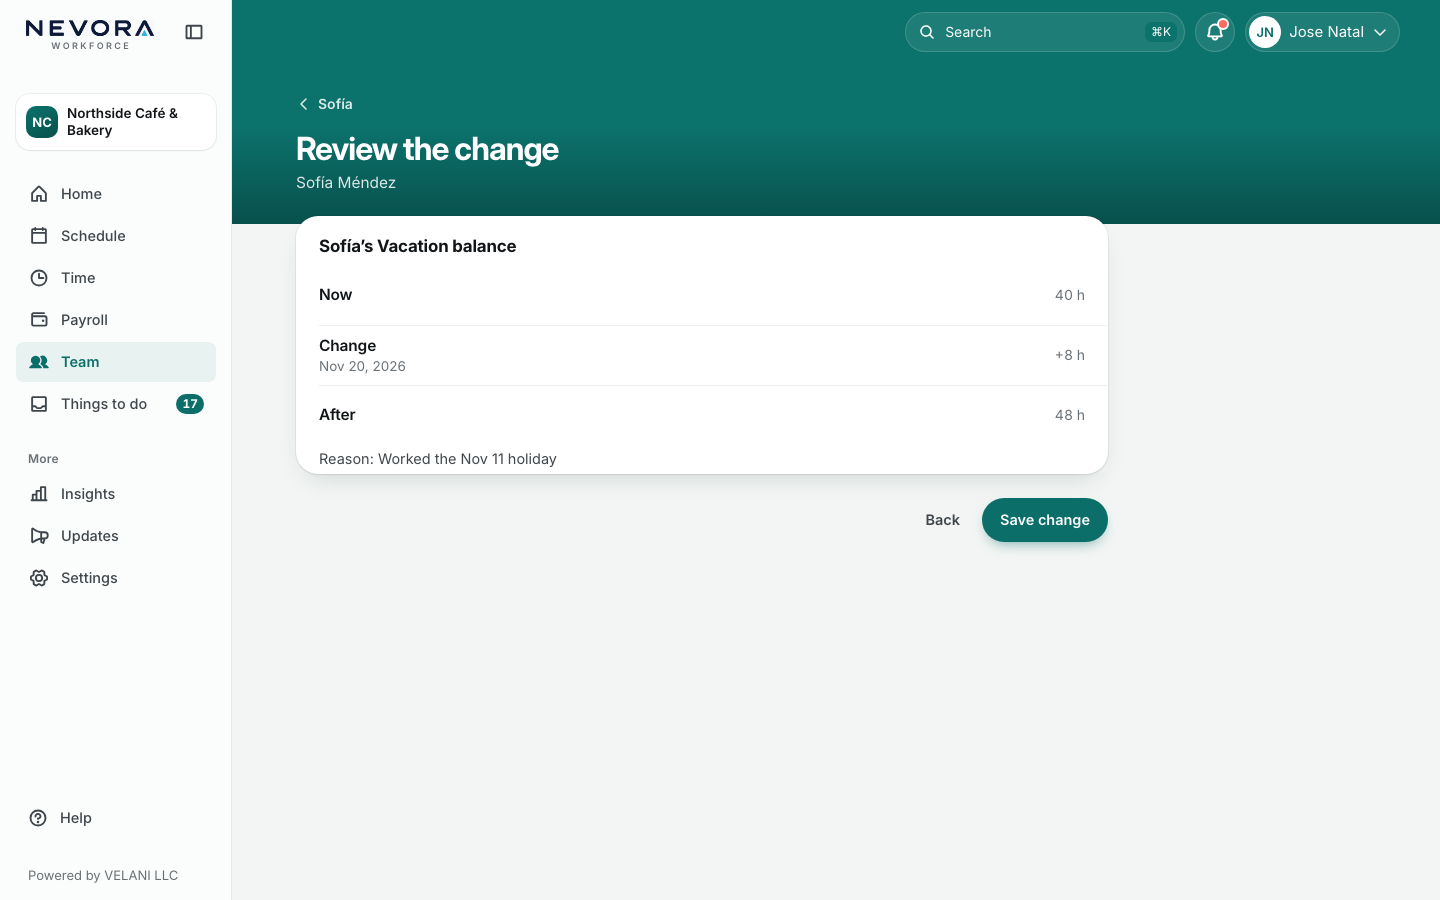 NEVORA
WORKFORCE
Search
⌘K
JN
Jose Natal
NC
Northside Café &
Bakery
Home
Schedule
Time
Payroll
Team
Things to do
17
More
Insights
Updates
Settings
Help
Powered by VELANI LLC
Sofía
Review the change
Sofía Méndez
Sofía’s Vacation balance
Now
40 h
Change
Nov 20, 2026
+8 h
After
48 h
Reason: Worked the Nov 11 holiday
Back
Save change